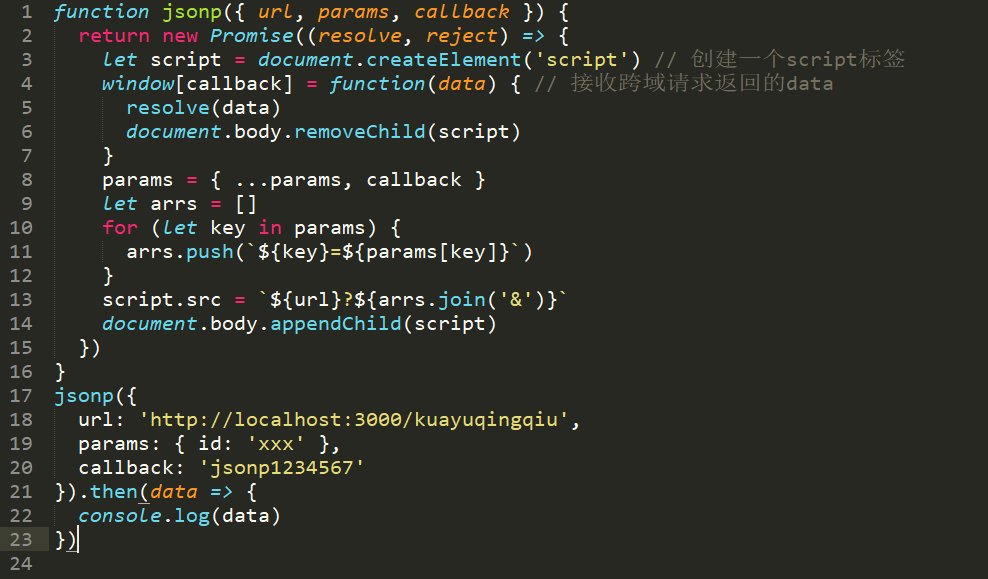 1 function jsonp({ url, params, callback }) {
2   return new Promise((resolve, reject) => {
3     let script = document.createElement('script') // 创建一个script标签
4     window[callback] = function(data) { // 接收跨域请求返回的data
5       resolve(data)
6       document.body.removeChild(script)
7     }
8     params = { ...params, callback }
9     let arrs = []
10     for (let key in params) {
11       arrs.push(`${key}=${params[key]}`)
12     }
13     script.src = `${url}?${arrs.join('&')}`
14     document.body.appendChild(script)
15   })
16 }
17 jsonp({
18   url: 'http://localhost:3000/kuayuqingqiu',
19   params: { id: 'xxx' },
20   callback: 'jsonp1234567'
21 }).then(data => {
22   console.log(data)
23 })
24